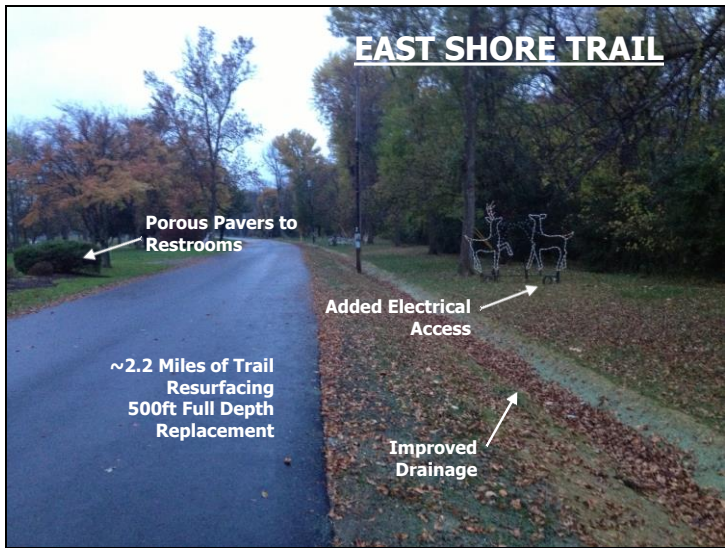 EAST SHORE TRAIL
Porous Pavers to
Restrooms
Added Electrical
Access
~2.2 Miles of Trail
Resurfacing
500ft Full Depth
Replacement
Improved
Drainage